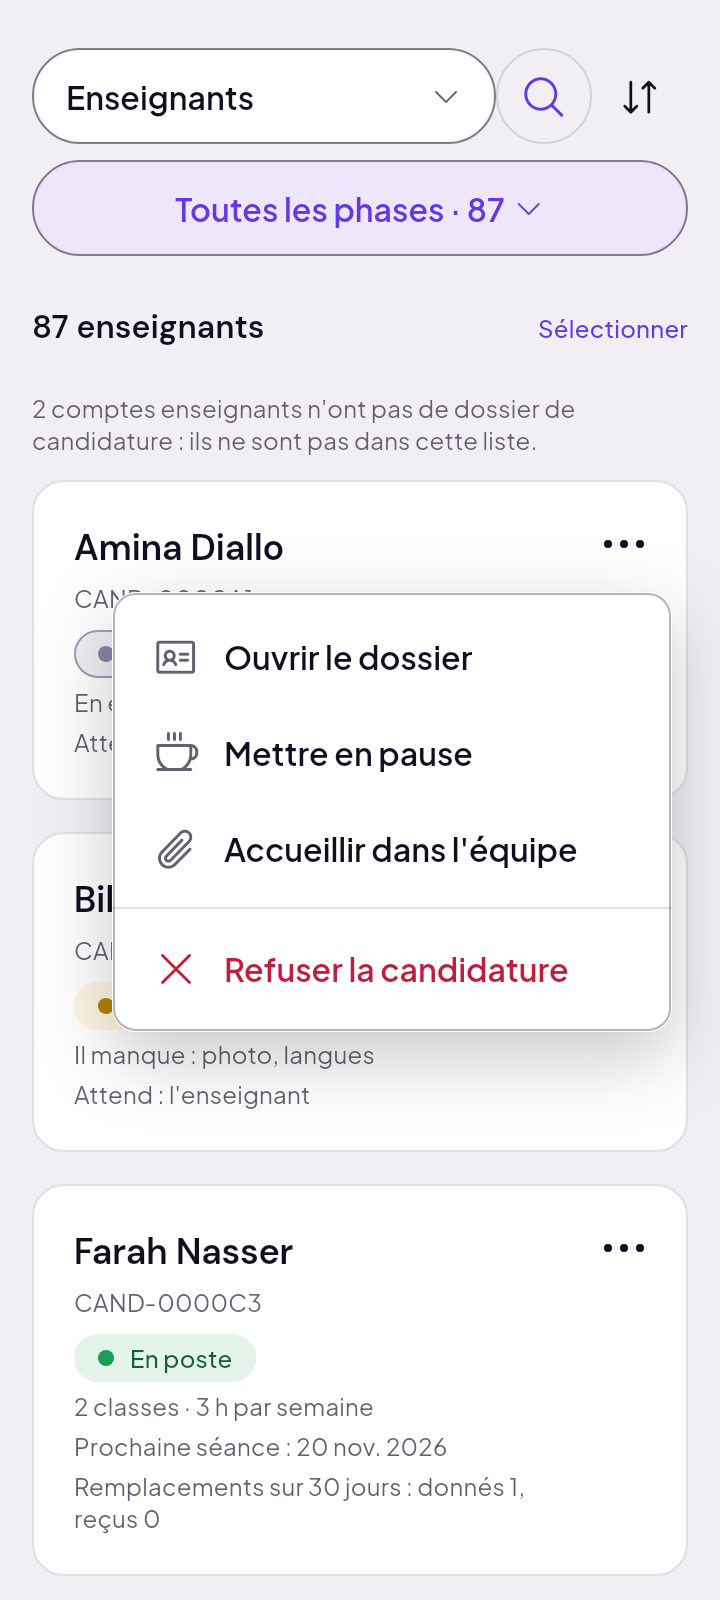 Enseignants
Toutes les phases · 87
87 enseignants
Sélectionner
2 comptes enseignants n'ont pas de dossier de
candidature : ils ne sont pas dans cette liste.
Amina Diallo
Ouvrir le dossier
Mettre en pause
Accueillir dans l'équipe
Refuser la candidature
Il manque : photo, langues
Attend : l'enseignant
Farah Nasser
CAND-0000C3
En poste
2 classes · 3 h par semaine
Prochaine séance : 20 nov. 2026
Remplacements sur 30 jours : donnés 1,
reçus 0